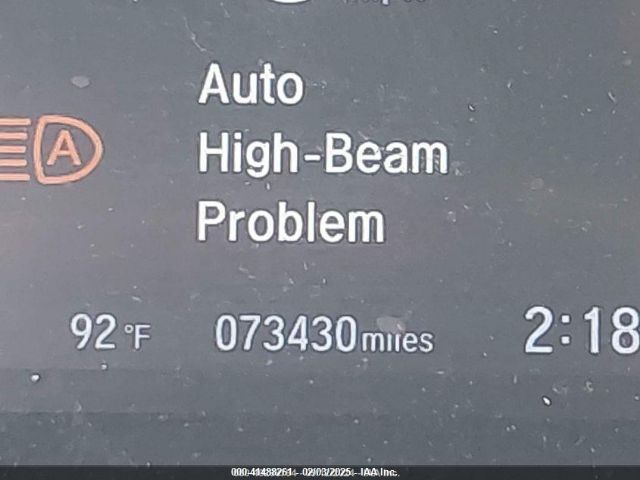 Auto
High-Beam
Problem
A
92 °F 073430 miles 2:18